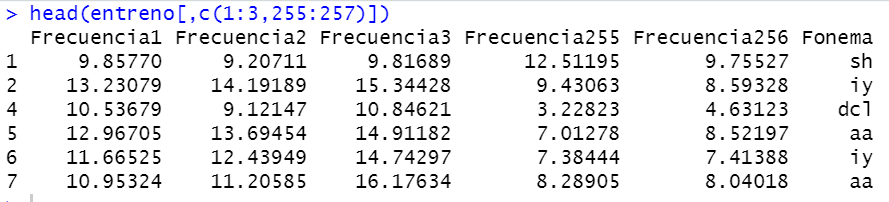 > head(entreno[,c(1:3,255:257)])
Frecuencia1 Frecuencia2 Frecuencia3 Frecuencia255 Frecuencia256 Fonema
1 9.85770 9.20711 9.81689 12.51195 9.75527 sh
2 13.23079 14.19189 15.34428 9.43063 8.59328 iy
4 10.53679 9.12147 10.84621 3.22823 4.63123 dcl
5 12.96705 13.69454 14.91182 7.01278 8.52197 aa
6 11.66525 12.43949 14.74297 7.38444 7.41388 iy
7 10.95324 11.20585 16.17634 8.28905 8.04018 aa